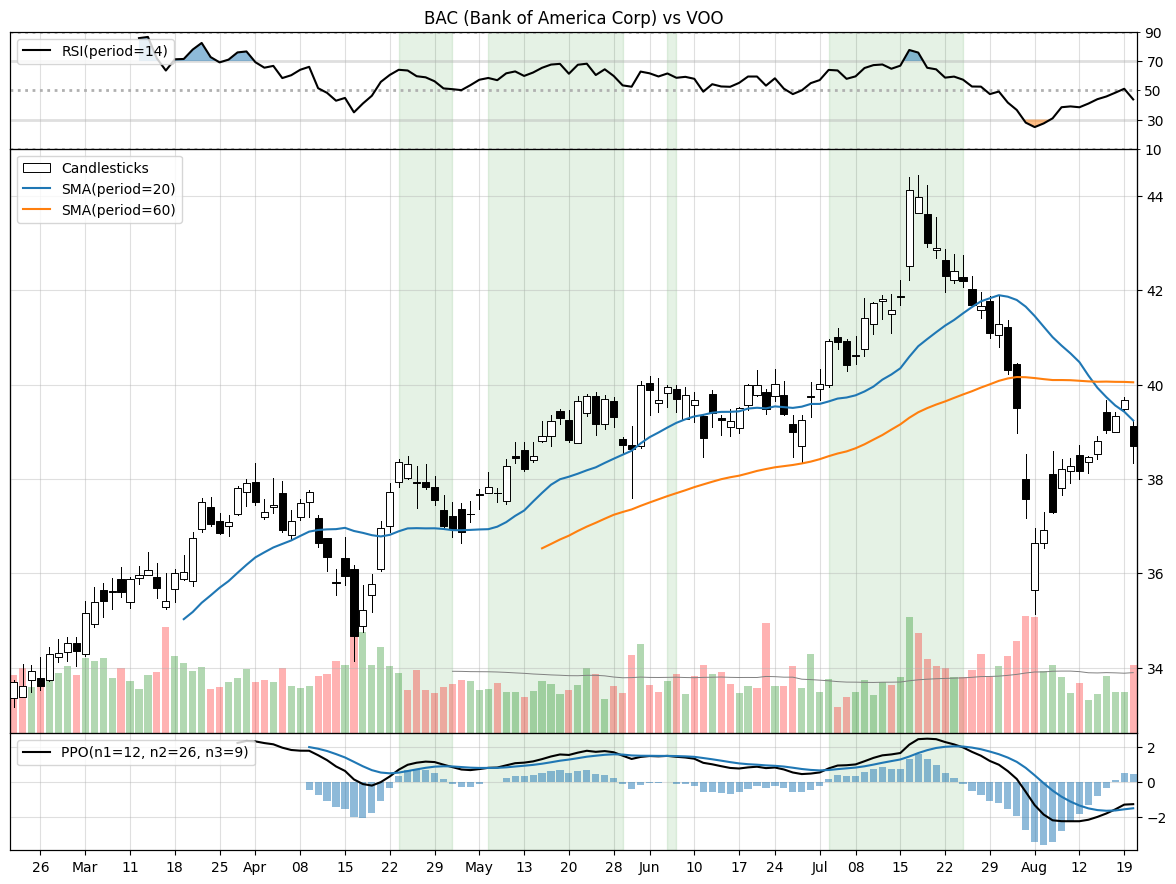 BAC (Bank of America Corp) vs VOO
RSI(period=14)
90
70
50
30
10
Candlesticks
SMA(period=20)
SMA(period=60)
44
42
40
38
36
34
PPO(n1=12, n2=26, n3=9)
2
0
−2
26 Mar 11 18 25 Apr 08 15 22 29 May 13 20 28 Jun 10 17 24 Jul 08 15 22 29 Aug 12 19